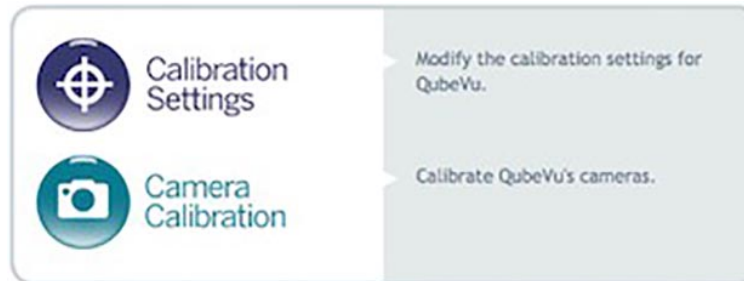 Calibration
Settings
Modify the calibration settings for
QubeVu.
Camera
Calibration
Calibrate QubeVu's cameras.